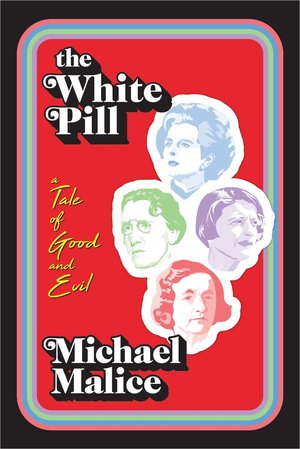 the
White
Pill
a
Tale
of
Good
and
Evil
Michael
Malice